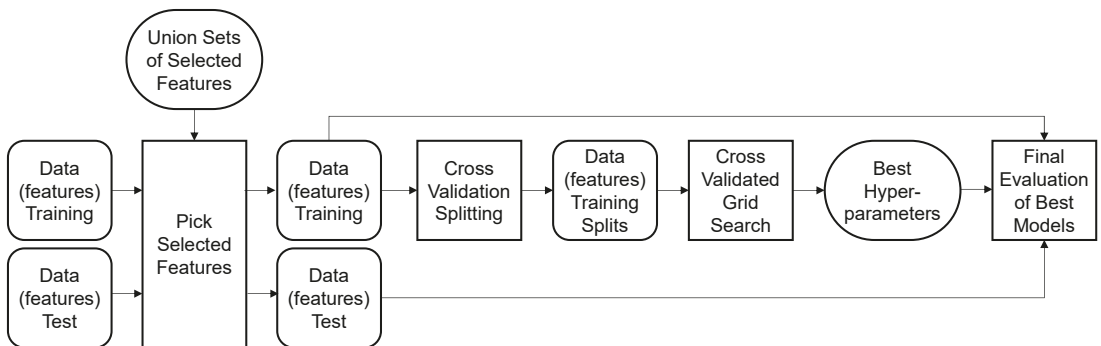 Union Sets
of Selected
Features
Data
(features)
Training
Pick
Selected
Features
Data
(features)
Training
Cross
Validation
Splitting
Data
(features)
Training
Splits
Cross
Validated
Grid
Search
Best
Hyper-
parameters
Final
Evaluation
of Best
Models
Data
(features)
Test
Data
(features)
Test